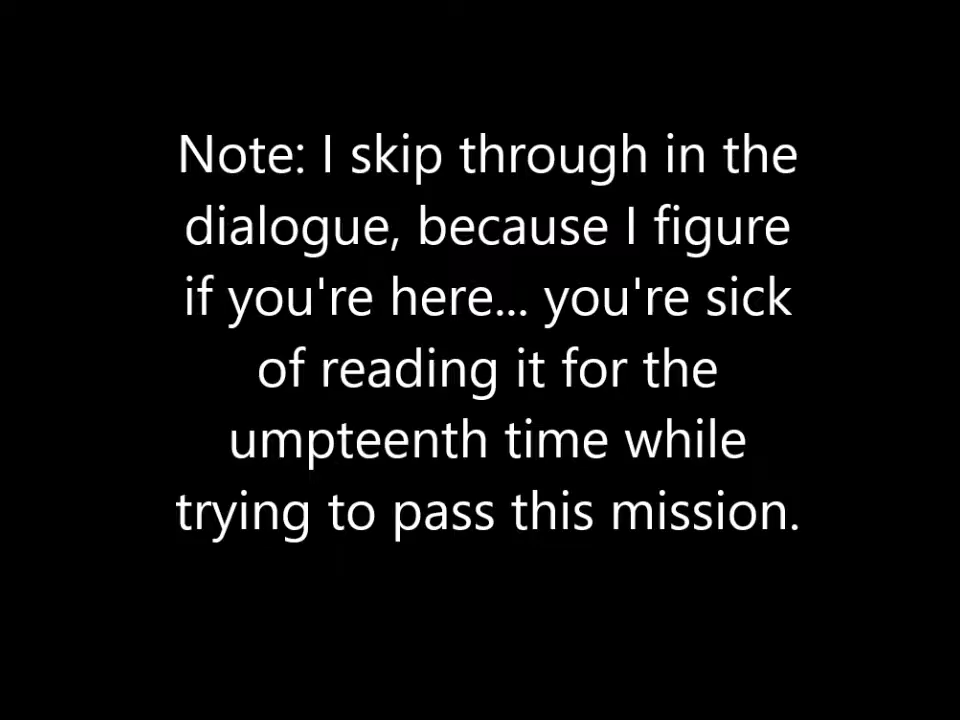 Note: I skip through in the
dialogue, because I figure
if you're here... you're sick
of reading it for the
umpteenth time while
trying to pass this mission.